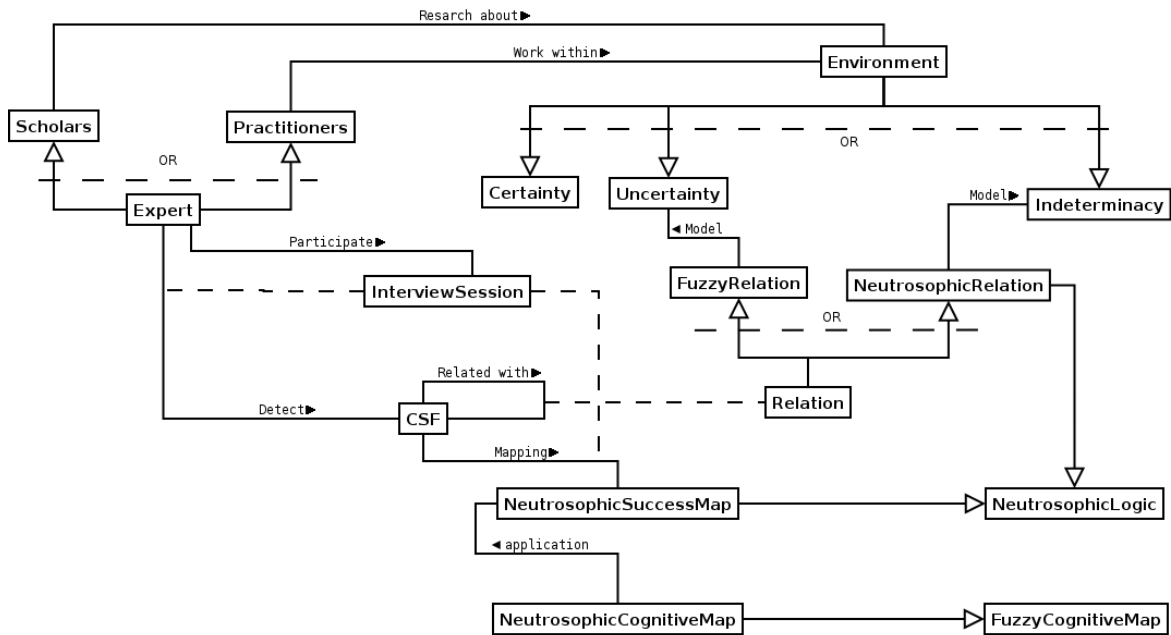 Resarch about
Work within
Environment
Scholars
Practitioners
OR
OR
Certainty
Uncertainty
Indeterminacy
Expert
Model
Model
Participate
InterviewSession
FuzzyRelation
NeutrosophicRelation
OR
Related with
Relation
Detect
CSF
Mapping
NeutrosophicSuccessMap
NeutrosophicLogic
application
NeutrosophicCognitiveMap
FuzzyCognitiveMap